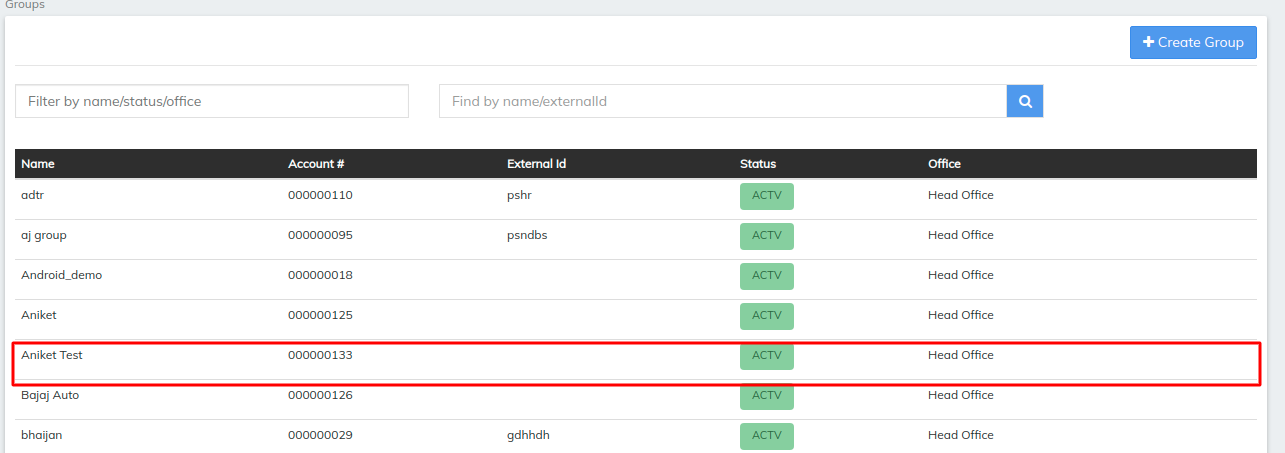 Groups
Create Group
Filter by name/status/office
Find by name/externalId
Name Account # External Id Status Office
adtr 000000110 pshr ACTV Head Office
aj group 000000095 psndbs ACTV Head Office
Android_demo 000000018 ACTV Head Office
Aniket 000000125 ACTV Head Office
Aniket Test 000000133 ACTV Head Office
Bajaj Auto 000000126 ACTV Head Office
bhaijan 000000029 gdhhdh ACTV Head Office